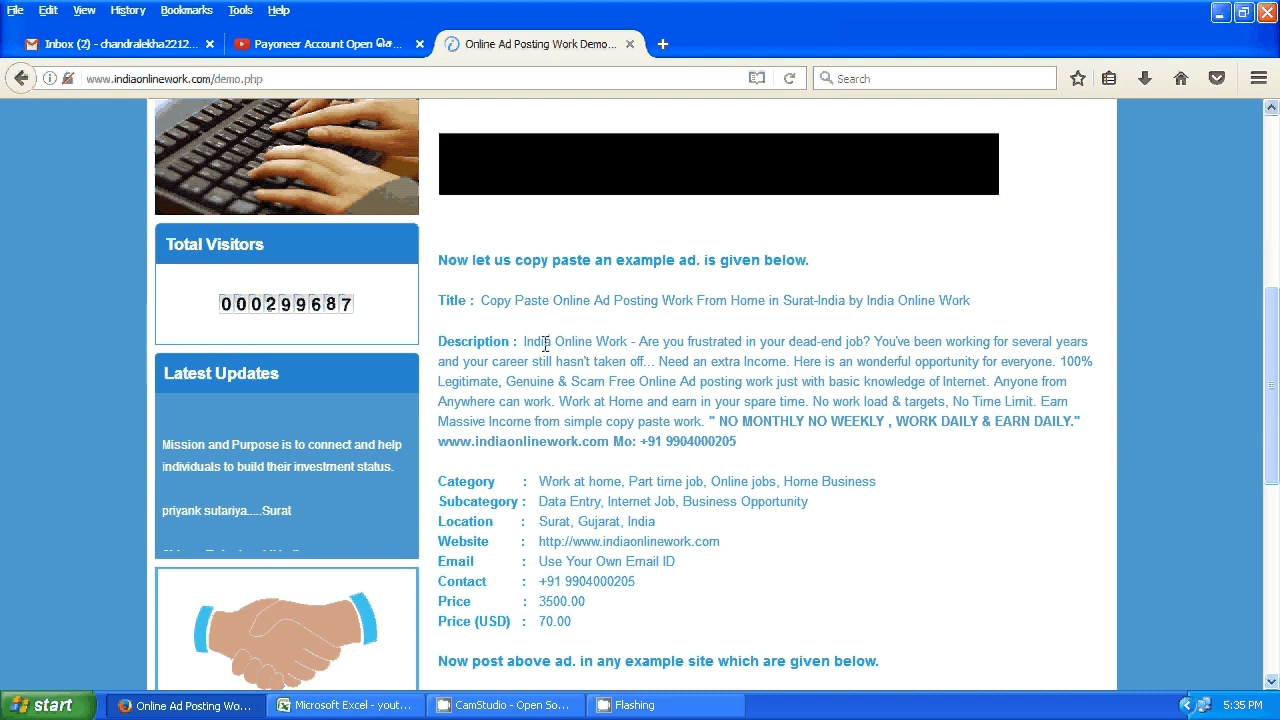 File Edit View History Bookmarks Tools Help
Inbox (2) - chandralekha2212...
Payoneer Account Open செ...
Online Ad Posting Work Demo...
www.indiaonlinework.com/demo.php
Search
Total Visitors
000299687
Latest Updates
Mission and Purpose is to connect and help
individuals to build their investment status.
priyank sutariya.....Surat
Now let us copy paste an example ad. is given below.
Title : Copy Paste Online Ad Posting Work From Home in Surat-India by India Online Work
Description : India Online Work - Are you frustrated in your dead-end job? You've been working for several years
and your career still hasn't taken off... Need an extra Income. Here is an wonderful opportunity for everyone. 100%
Legitimate, Genuine & Scam Free Online Ad posting work just with basic knowledge of Internet. Anyone from
Anywhere can work. Work at Home and earn in your spare time. No work load & targets, No Time Limit. Earn
Massive Income from simple copy paste work. " NO MONTHLY NO WEEKLY , WORK DAILY & EARN DAILY."
www.indiaonlinework.com Mo: +91 9904000205
Category : Work at home, Part time job, Online jobs, Home Business
Subcategory : Data Entry, Internet Job, Business Opportunity
Location : Surat, Gujarat, India
Website : http://www.indiaonlinework.com
Email : Use Your Own Email ID
Contact : +91 9904000205
Price : 3500.00
Price (USD) : 70.00
Now post above ad. in any example site which are given below.
start
Online Ad Posting Wo...
Microsoft Excel - yout...
CamStudio - Open So...
Flashing
5:35 PM